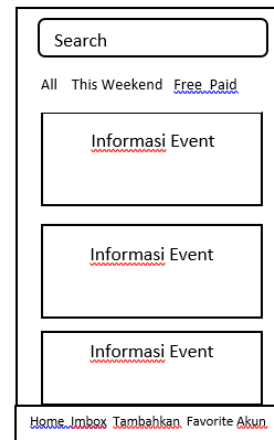 Search
All This Weekend Free Paid
Informasi Event
Informasi Event
Informasi Event
Home Imbox Tambahkan Favorite Akun